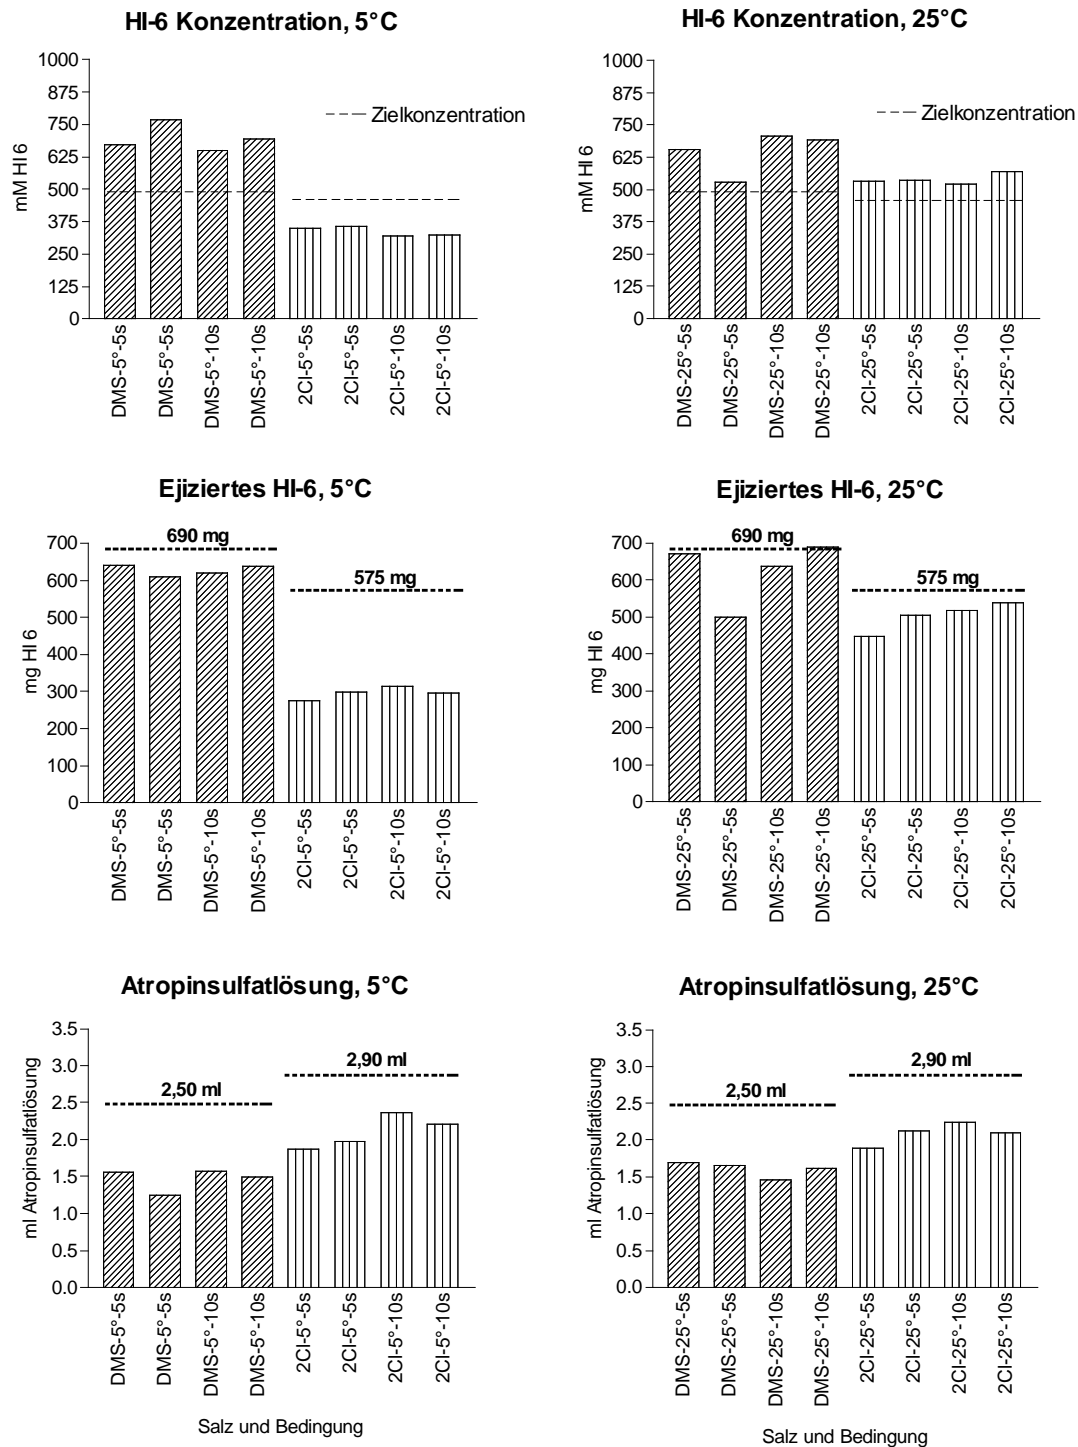 HI-6 Konzentration, 5°C
1000
875
750
625
500
375
250
125
0
mM HI 6
Zielkonzentration
DMS-5°-5s
DMS-5°-5s
DMS-5°-10s
DMS-5°-10s
2Cl-5°-5s
2Cl-5°-5s
2Cl-5°-10s
2Cl-5°-10s
HI-6 Konzentration, 25°C
1000
875
750
625
500
375
250
125
0
mM HI 6
Zielkonzentration
DMS-25°-5s
DMS-25°-5s
DMS-25°-10s
DMS-25°-10s
2Cl-25°-5s
2Cl-25°-5s
2Cl-25°-10s
2Cl-25°-10s
Ejiziertes HI-6, 5°C
700
600
500
400
300
200
100
0
mg HI 6
690 mg
575 mg
DMS-5°-5s
DMS-5°-5s
DMS-5°-10s
DMS-5°-10s
2Cl-5°-5s
2Cl-5°-5s
2Cl-5°-10s
2Cl-5°-10s
Ejiziertes HI-6, 25°C
700
600
500
400
300
200
100
0
mg HI 6
690 mg
575 mg
DMS-25°-5s
DMS-25°-5s
DMS-25°-10s
DMS-25°-10s
2Cl-25°-5s
2Cl-25°-5s
2Cl-25°-10s
2Cl-25°-10s
Atropinsulfatlösung, 5°C
3.5
3.0
2.5
2.0
1.5
1.0
0.5
0.0
ml Atropinsulfatlösung
2,50 ml
2,90 ml
DMS-5°-5s
DMS-5°-5s
DMS-5°-10s
DMS-5°-10s
2Cl-5°-5s
2Cl-5°-5s
2Cl-5°-10s
2Cl-5°-10s
Salz und Bedingung
Atropinsulfatlösung, 25°C
3.5
3.0
2.5
2.0
1.5
1.0
0.5
0.0
ml Atropinsulfatlösung
2,50 ml
2,90 ml
DMS-25°-5s
DMS-25°-5s
DMS-25°-10s
DMS-25°-10s
2Cl-25°-5s
2Cl-25°-5s
2Cl-25°-10s
2Cl-25°-10s
Salz und Bedingung